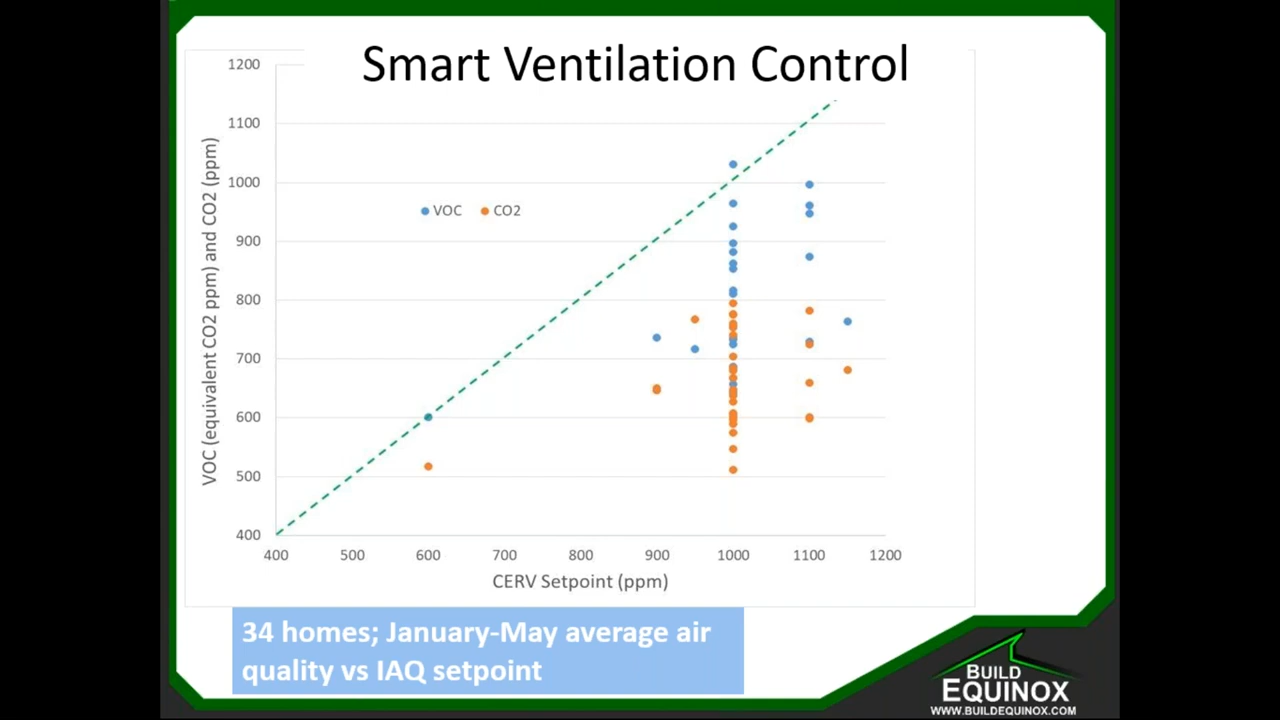 Smart Ventilation Control
1200
1100
1000
900
800
700
600
500
400
VOC (equivalent CO2 ppm) and CO2 (ppm)
VOC
CO2
400 500 600 700 800 900 1000 1100 1200
CERV Setpoint (ppm)
34 homes; January-May average air
quality vs IAQ setpoint
BUILD
EQUINOX
WWW.BUILDEQUINOX.COM